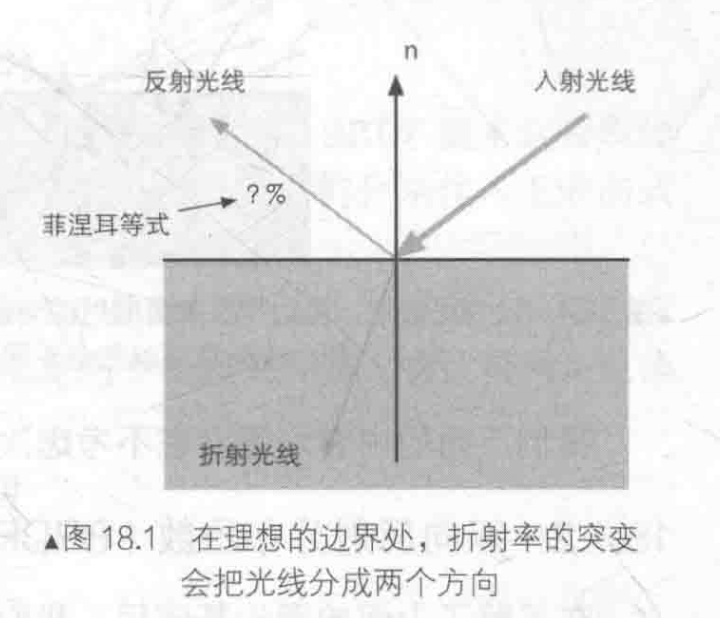 n
反射光线
入射光线
?%
菲涅耳等式
折射光线
▲图 18.1 在理想的边界处，折射率的突变
会把光线分成两个方向